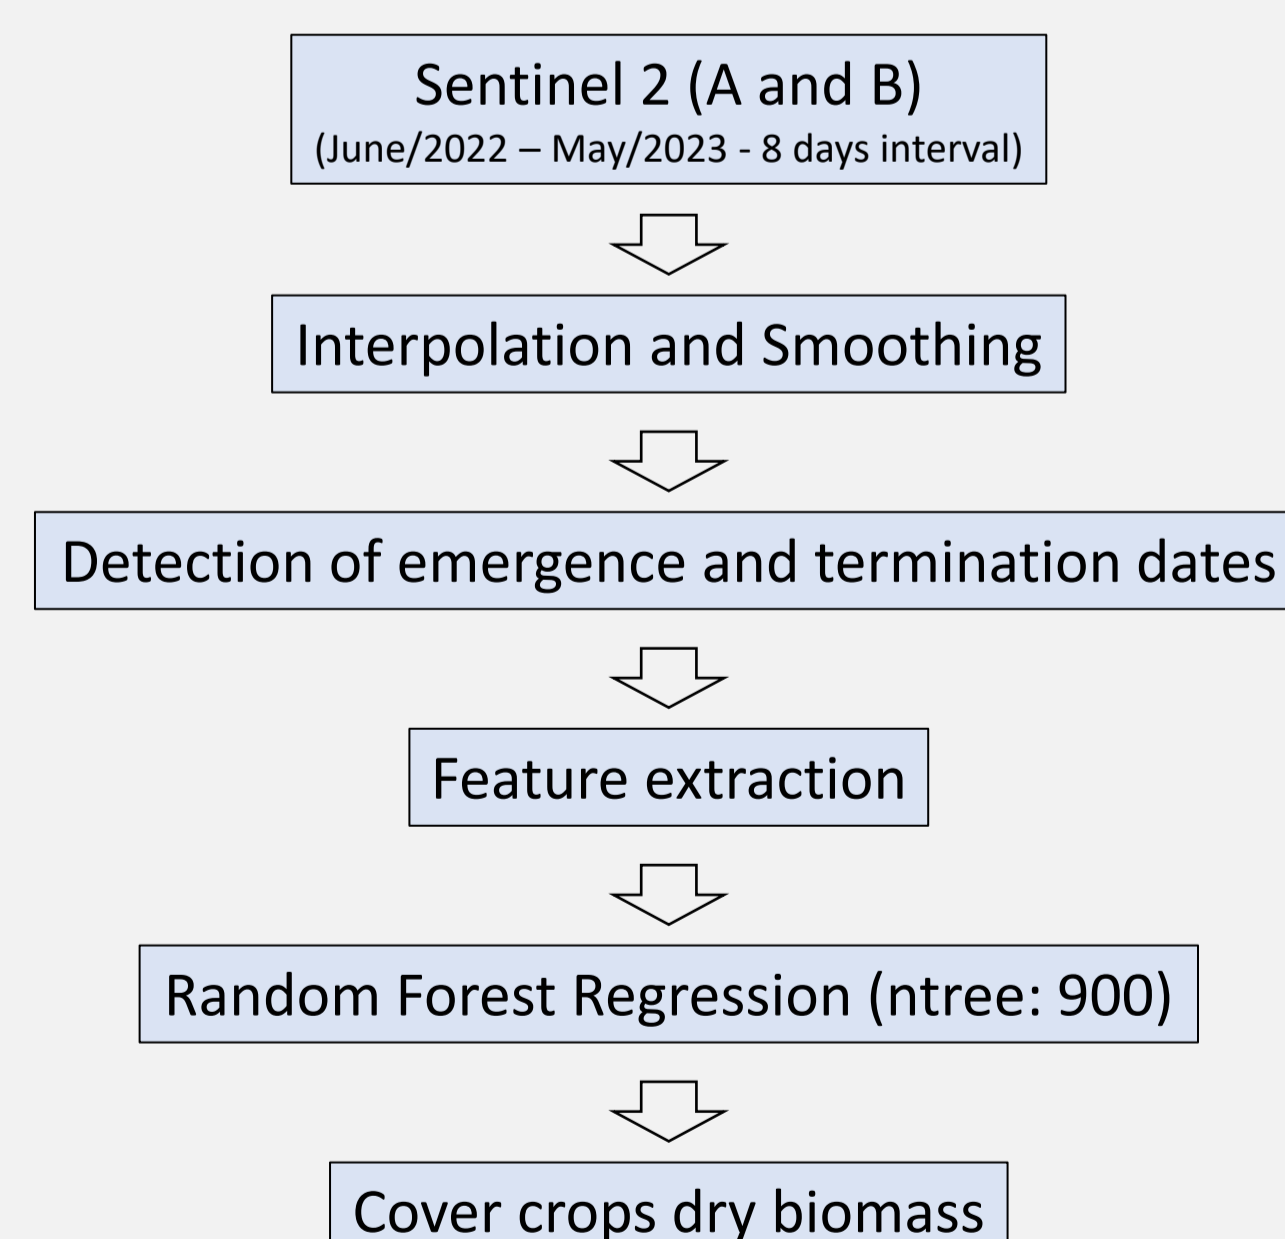 Sentinel 2 (A and B)
(June/2022 – May/2023 - 8 days interval)
Interpolation and Smoothing
Detection of emergence and termination dates
Feature extraction
Random Forest Regression (ntree: 900)
Cover crops dry biomass